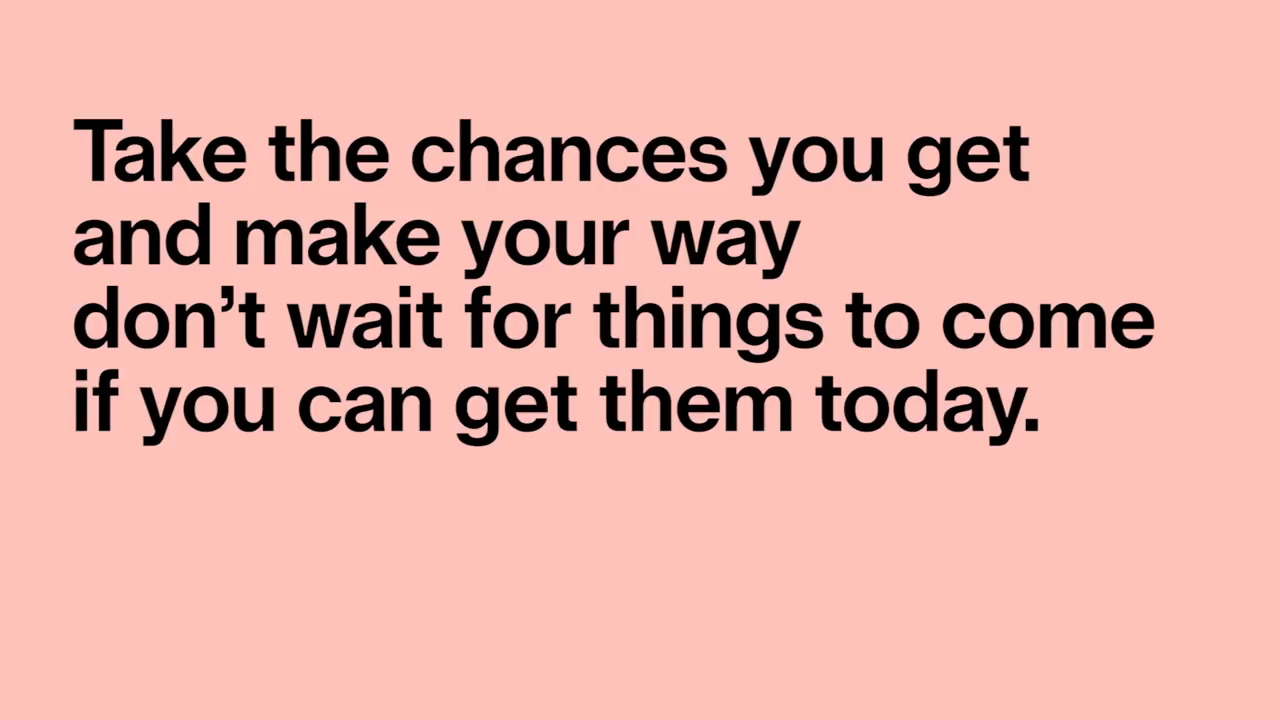 Take the chances you get
and make your way
don’t wait for things to come
if you can get them today.